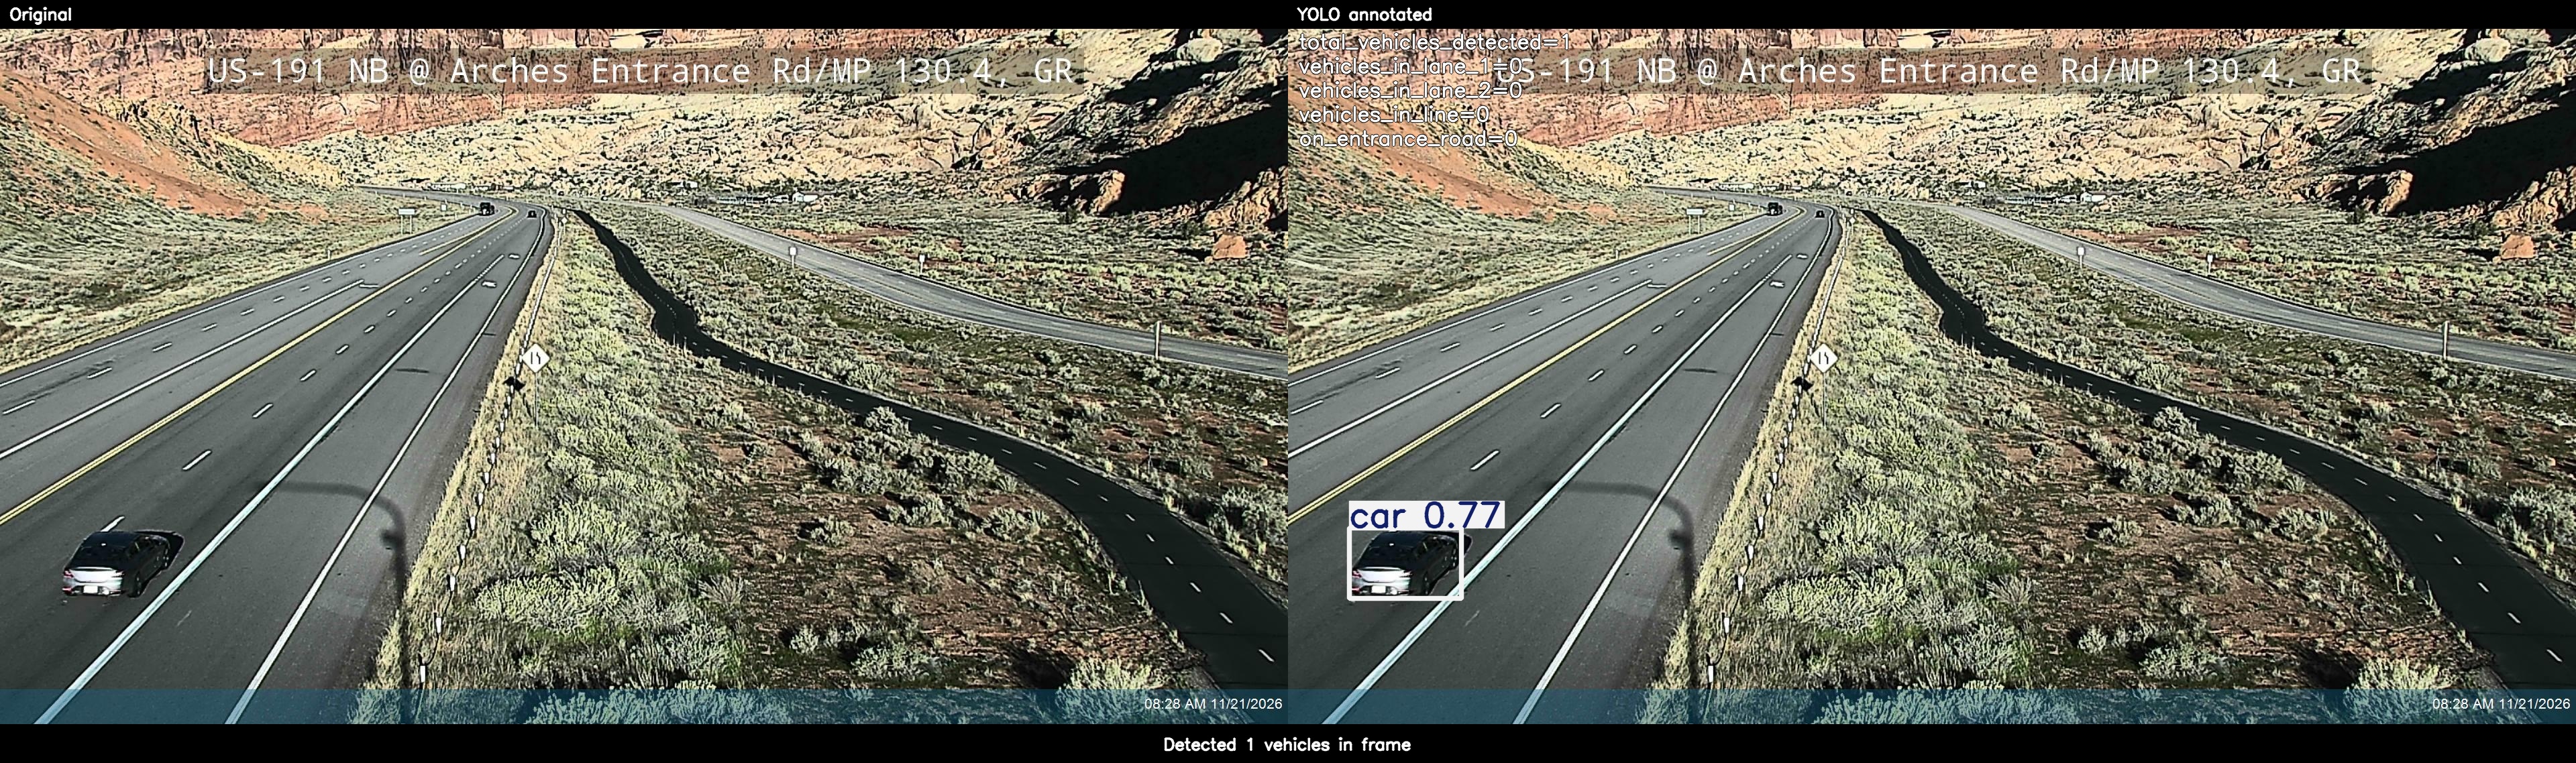 Original
YOLO annotated
US-191 NB @ Arches Entrance Rd/MP 130.4, GR
total_vehicles_detected=1
vehicles_in_lane_1=0
US-191 NB @ Arches Entrance Rd/MP 130.4, GR
vehicles_in_lane_2=0
vehicles_in_line=0
on_entrance_road=0
car 0.77
08:28 AM 11/21/2026
08:28 AM 11/21/2026
Detected 1 vehicles in frame